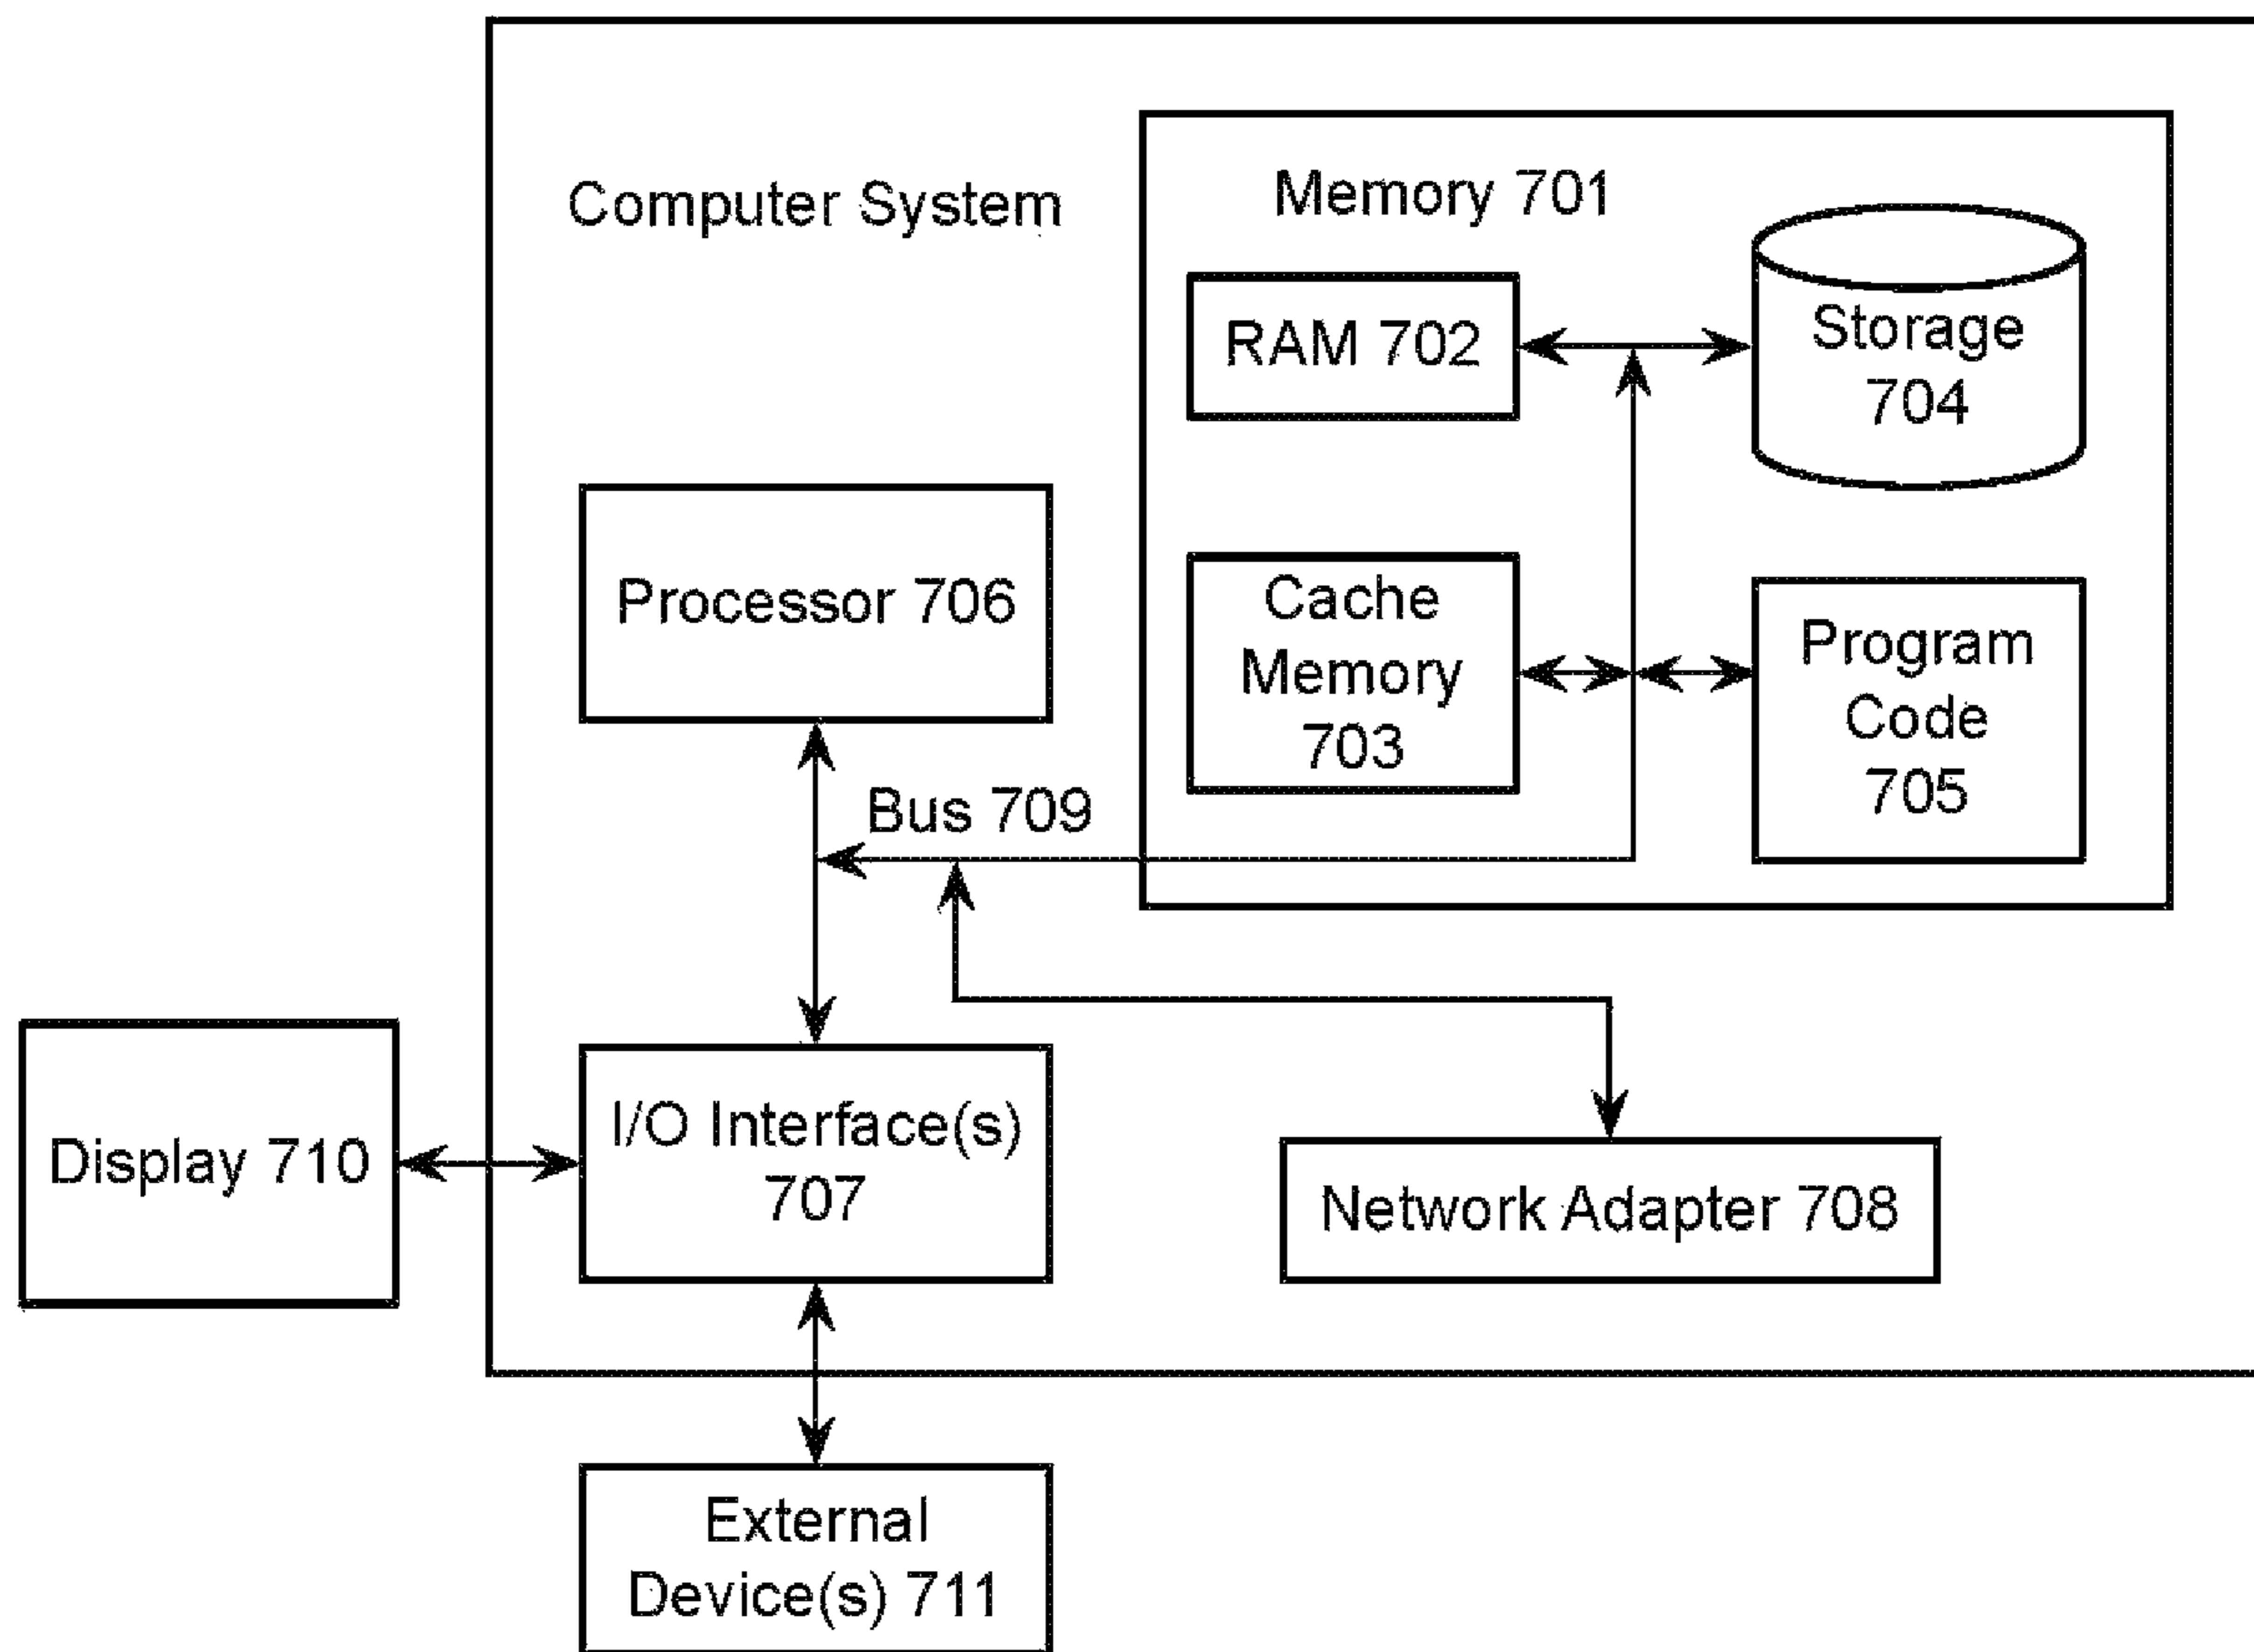 Computer System
Memory 701
RAM 702
Storage
704
Processor 706
Cache
Memory
703
Program
Code
705
Bus 709
Display 710
I/O Interface(s)
707
Network Adapter 708
External
Device(s) 711